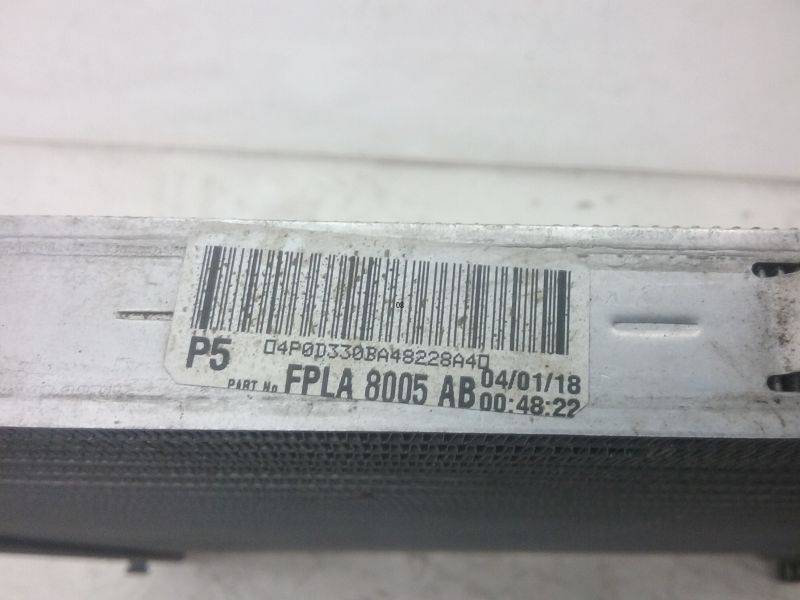 04P0D330BA48228A40
P5
PART No FPLA 8005 AB
04/01/18
00:48:22